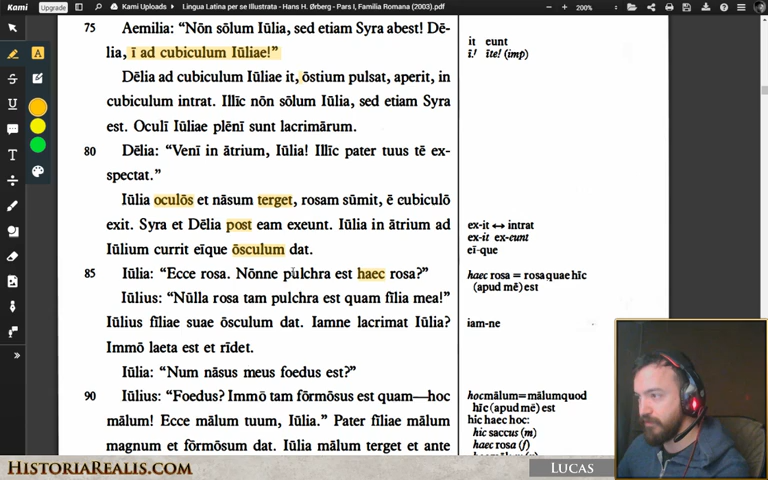 Kami
Upgrade
Kami Uploads
Lingua Latina per se Illustrata - Hans H. Ørberg - Pars I, Familia Romana (2003).pdf
200%
75 Aemilia: "Nōn sōlum Iūlia, sed etiam Syra abest! Dē-
lia, ī ad cubiculum Iūliae!"
Dēlia ad cubiculum Iūliae it, ōstium pulsat, aperit, in
cubiculum intrat. Illīc nōn sōlum Iūlia, sed etiam Syra
est. Oculī Iūliae plēnī sunt lacrimārum.
80 Dēlia: "Venī in ātrium, Iūlia! Illīc pater tuus tē ex-
spectat."
Iūlia oculōs et nāsum terget, rosam sūmit, ē cubiculō
exit. Syra et Dēlia post eam exeunt. Iūlia in ātrium ad
Iūlium currit eīque ōsculum dat.
85 Iūlia: "Ecce rosa. Nōnne pulchra est haec rosa?"
Iūlius: "Nūlla rosa tam pulchra est quam fīlia mea!"
Iūlius fīliae suae ōsculum dat. Iamne lacrimat Iūlia?
Immō laeta est et rīdet.
Iūlia: "Num nāsus meus foedus est?"
90 Iūlius: "Foedus? Immō tam fōrmōsus est quam—hoc
mālum! Ecce mālum tuum, Iūlia." Pater fīliae mālum
magnum et fōrmōsum dat. Iūlia mālum terget et ante
it eunt
ī! īte! (imp)
ex-it ↔ intrat
ex-it ex-eunt
eī-que
haec rosa = rosa quae hīc
(apud mē) est
iam-ne
hoc mālum = mālum quod
hīc (apud mē) est
hic haec hoc:
hic saccus (m)
haec rosa (f)
HISTORIAREALIS.COM
LUCAS